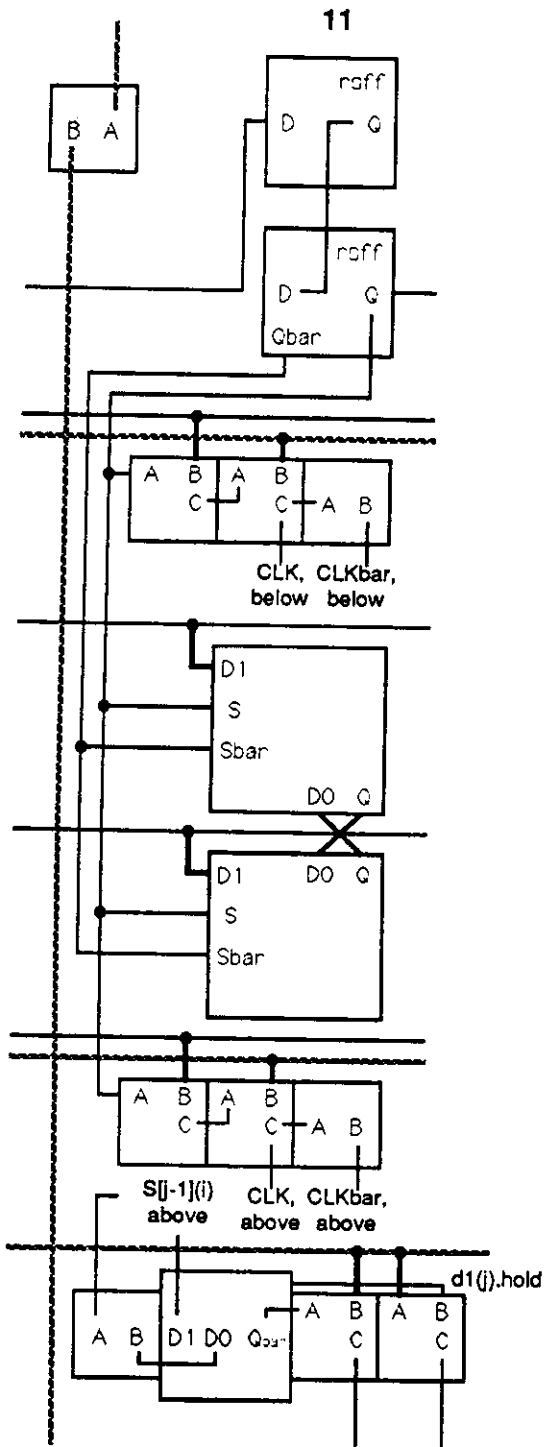 11
rsff
B A
D Q
rsff
D Q
Qbar
A B A B
C C A B
CLK, CLKbar,
below below
D1
S
Sbar
D0 Q
D1 D0 Q
S
Sbar
A B A B
C C A B
S[j-1](i) CLK, CLKbar,
above above above
d1(j).hold
A B D1 D0 Qbar A B A B
C C